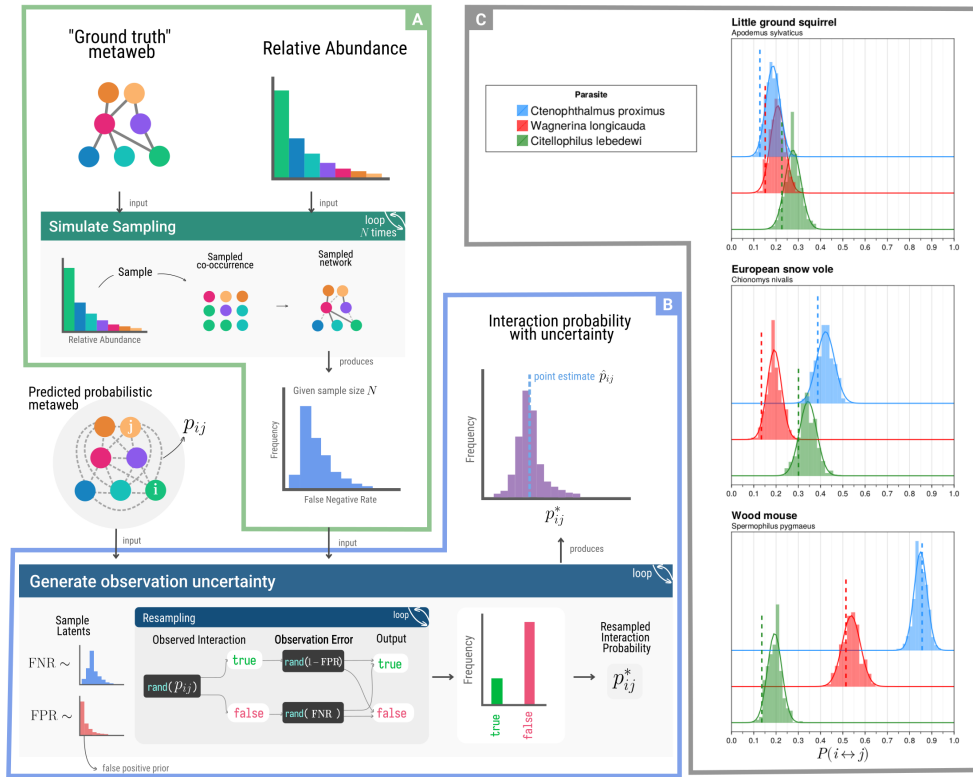 A
"Ground truth"
metaweb
Relative Abundance
input
input
Simulate Sampling
loop
N times
Sample
Sampled
co-occurrence
Sampled
network
Relative Abundance
produces
Given sample size N
Frequency
False Negative Rate
Predicted probabilistic
metaweb
j
i
p_{ij}
input
input
B
Interaction probability
with uncertainty
point estimate p̂_{ij}
Frequency
p*_{ij}
produces
Generate observation uncertainty
loop
Sample
Latents
FNR ~
FPR ~
false positive prior
Resampling
loop
Observed Interaction
Observation Error
Output
rand(p_{ij})
true
false
rand(1-FPR)
rand( FNR )
true
false
Frequency
true
false
Resampled
Interaction
Probability
p*_{ij}
C
Parasite
Ctenophthalmus proximus
Wagnerina longicauda
Citellophilus lebedewi
Little ground squirrel
Apodemus sylvaticus
0.0 0.1 0.2 0.3 0.4 0.5 0.6 0.7 0.8 0.9 1.0
European snow vole
Chionomys nivalis
0.0 0.1 0.2 0.3 0.4 0.5 0.6 0.7 0.8 0.9 1.0
Wood mouse
Spermophilus pygmaeus
0.0 0.1 0.2 0.3 0.4 0.5 0.6 0.7 0.8 0.9 1.0
P(i↔j)